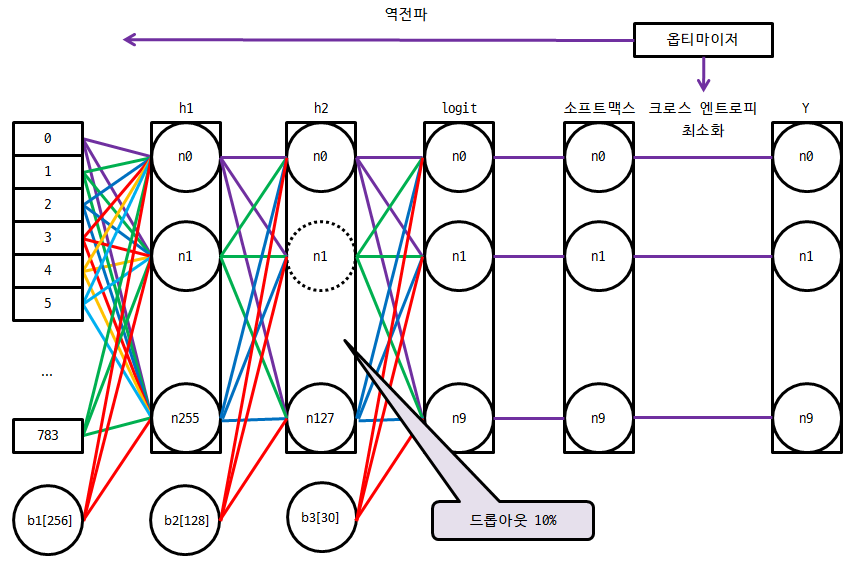 역전파
옵티마이저
h1
h2
logit
소프트맥스
크로스 엔트로피
최소화
Y
0
1
2
3
4
5
...
783
n0
n1
n255
n0
n1
n127
n0
n1
n9
n0
n1
n9
n0
n1
n9
b1[256]
b2[128]
b3[30]
드롭아웃 10%